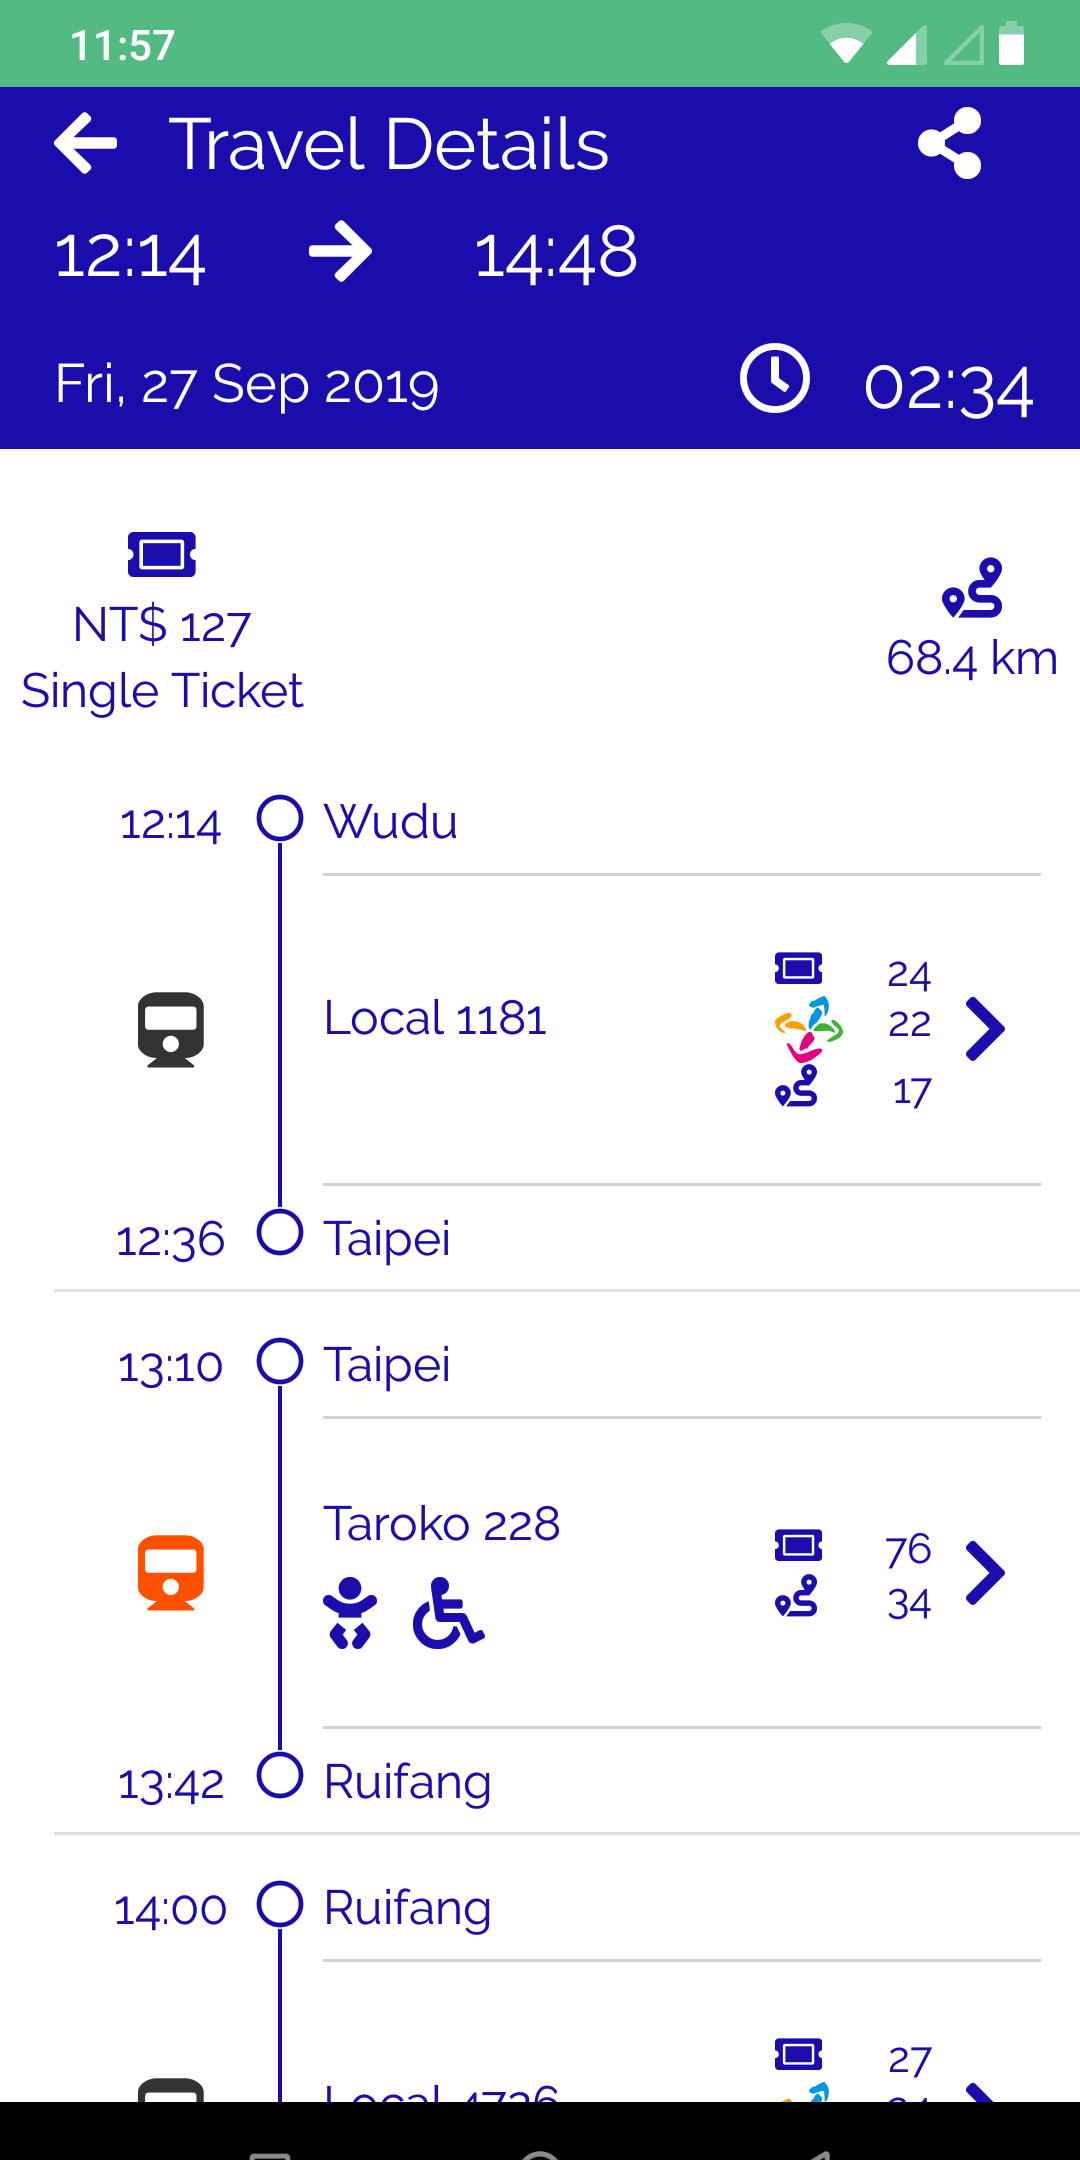 11:57
Travel Details
12:14 14:48
Fri, 27 Sep 2019 02:34
NT$ 127
Single Ticket
68.4 km
12:14 Wudu
24
Local 1181 22
17
12:36 Taipei
13:10 Taipei
Taroko 228 76
34
13:42 Ruifang
14:00 Ruifang
27
Local